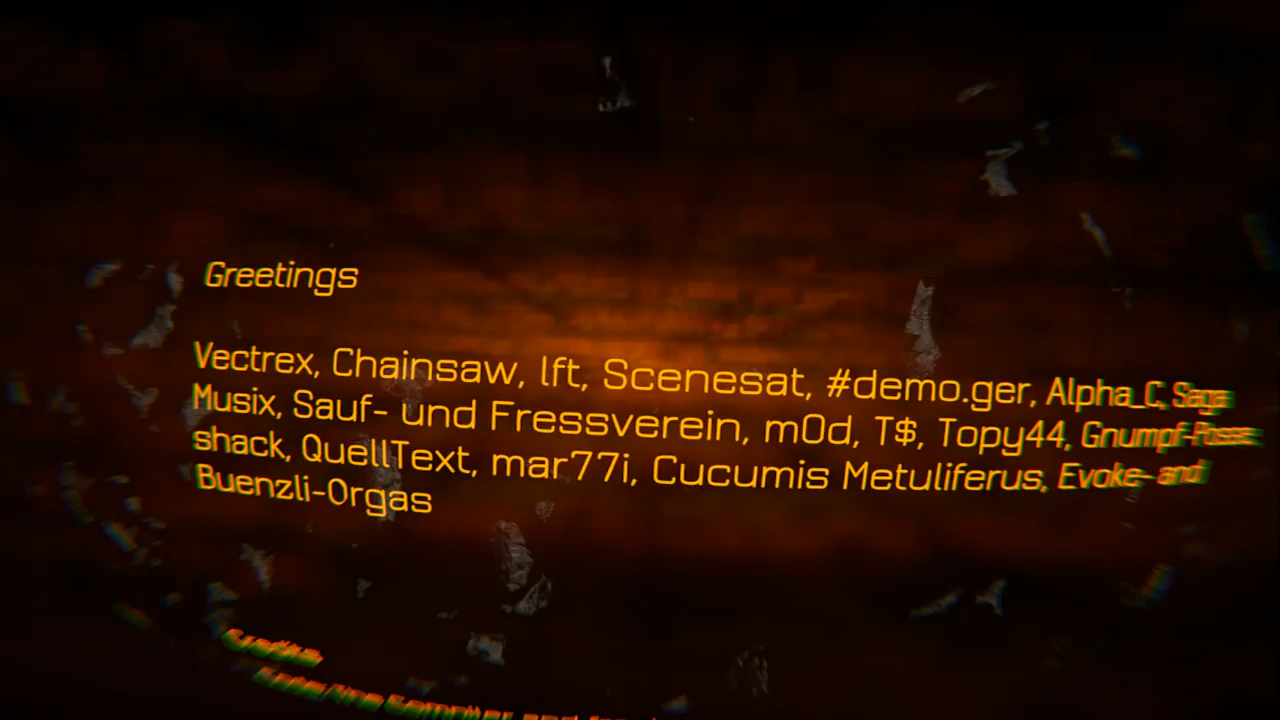 Greetings
Vectrex, Chainsaw, lft, Scenesat, #demo.ger, Alpha_C, Saga
Musix, Sauf- und Fressverein, m0d, T$, Topy44, Gnumpf-Posse
shack, QuellText, mar77i, Cucumis Metuliferus, Evoke- and
Buenzli-Orgas
Credits